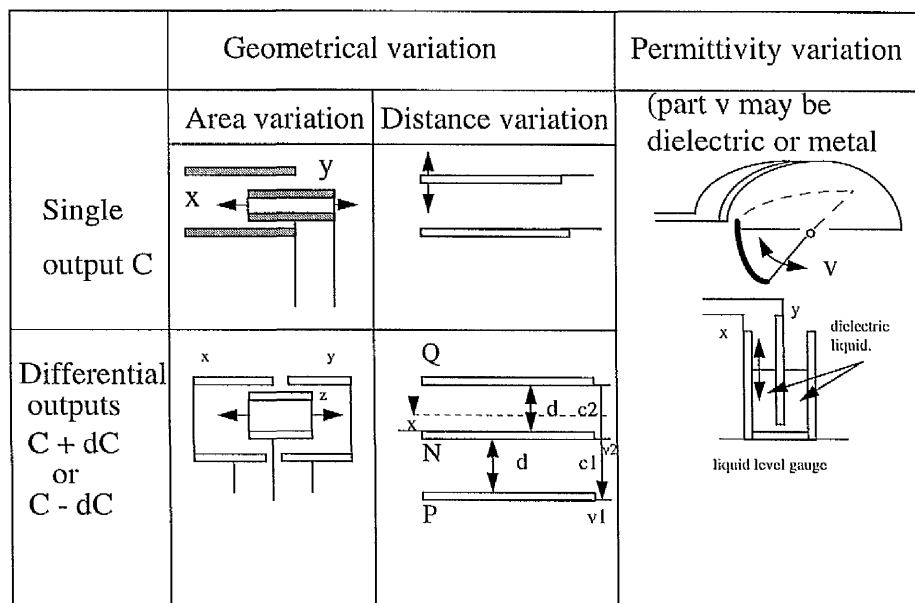 Geometrical variation
Permittivity variation
Area variation
Distance variation
(part v may be
dielectric or metal
Single
output C
x
y
v
y
x
dielectric
liquid.
liquid level gauge
Differential
outputs
C + dC
or
C - dC
x
y
z
Q
d
c2
x
N
v2
d
c1
P
v1